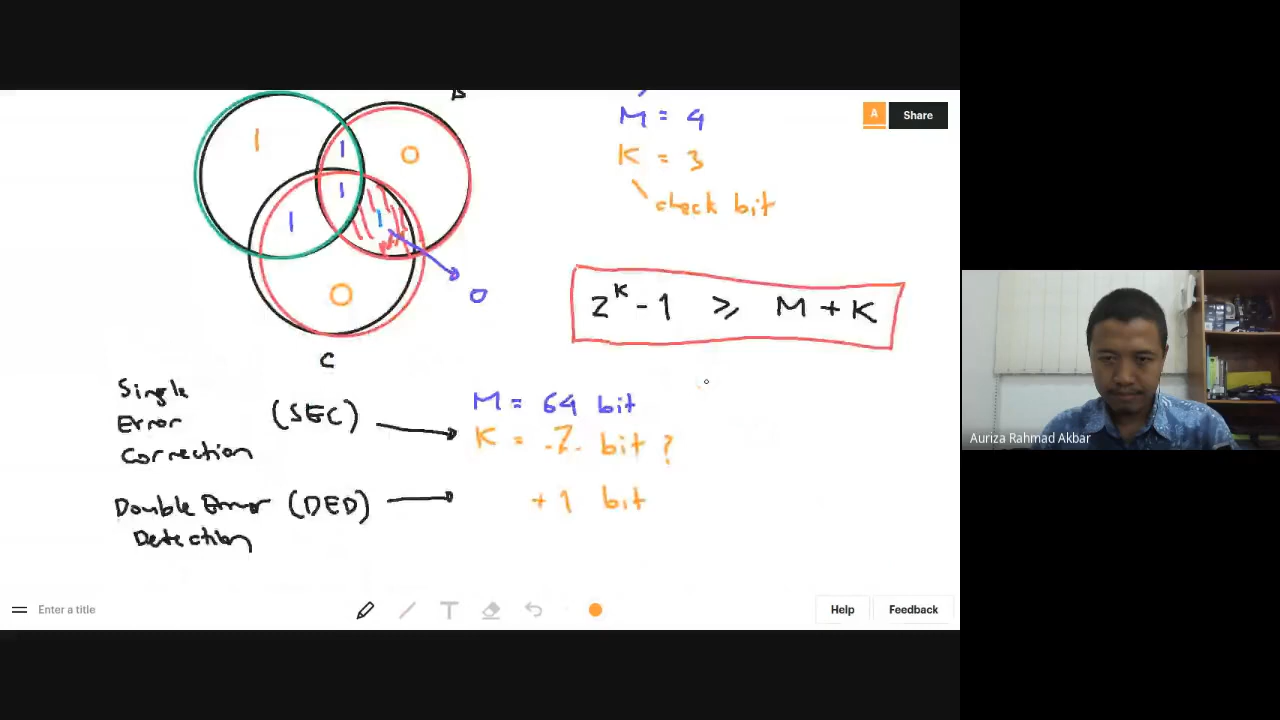 B
1
1
0
1
1
1
0
0
C
M = 4
K = 3
check bit
2^K - 1 ≥ M + K
Single
Error
Correction
(SEC)
M = 64 bit
K = .7. bit ?
Double Error (DED)
Detection
+ 1 bit
A
Share
Auriza Rahmad Akbar
Enter a title
T
Help
Feedback